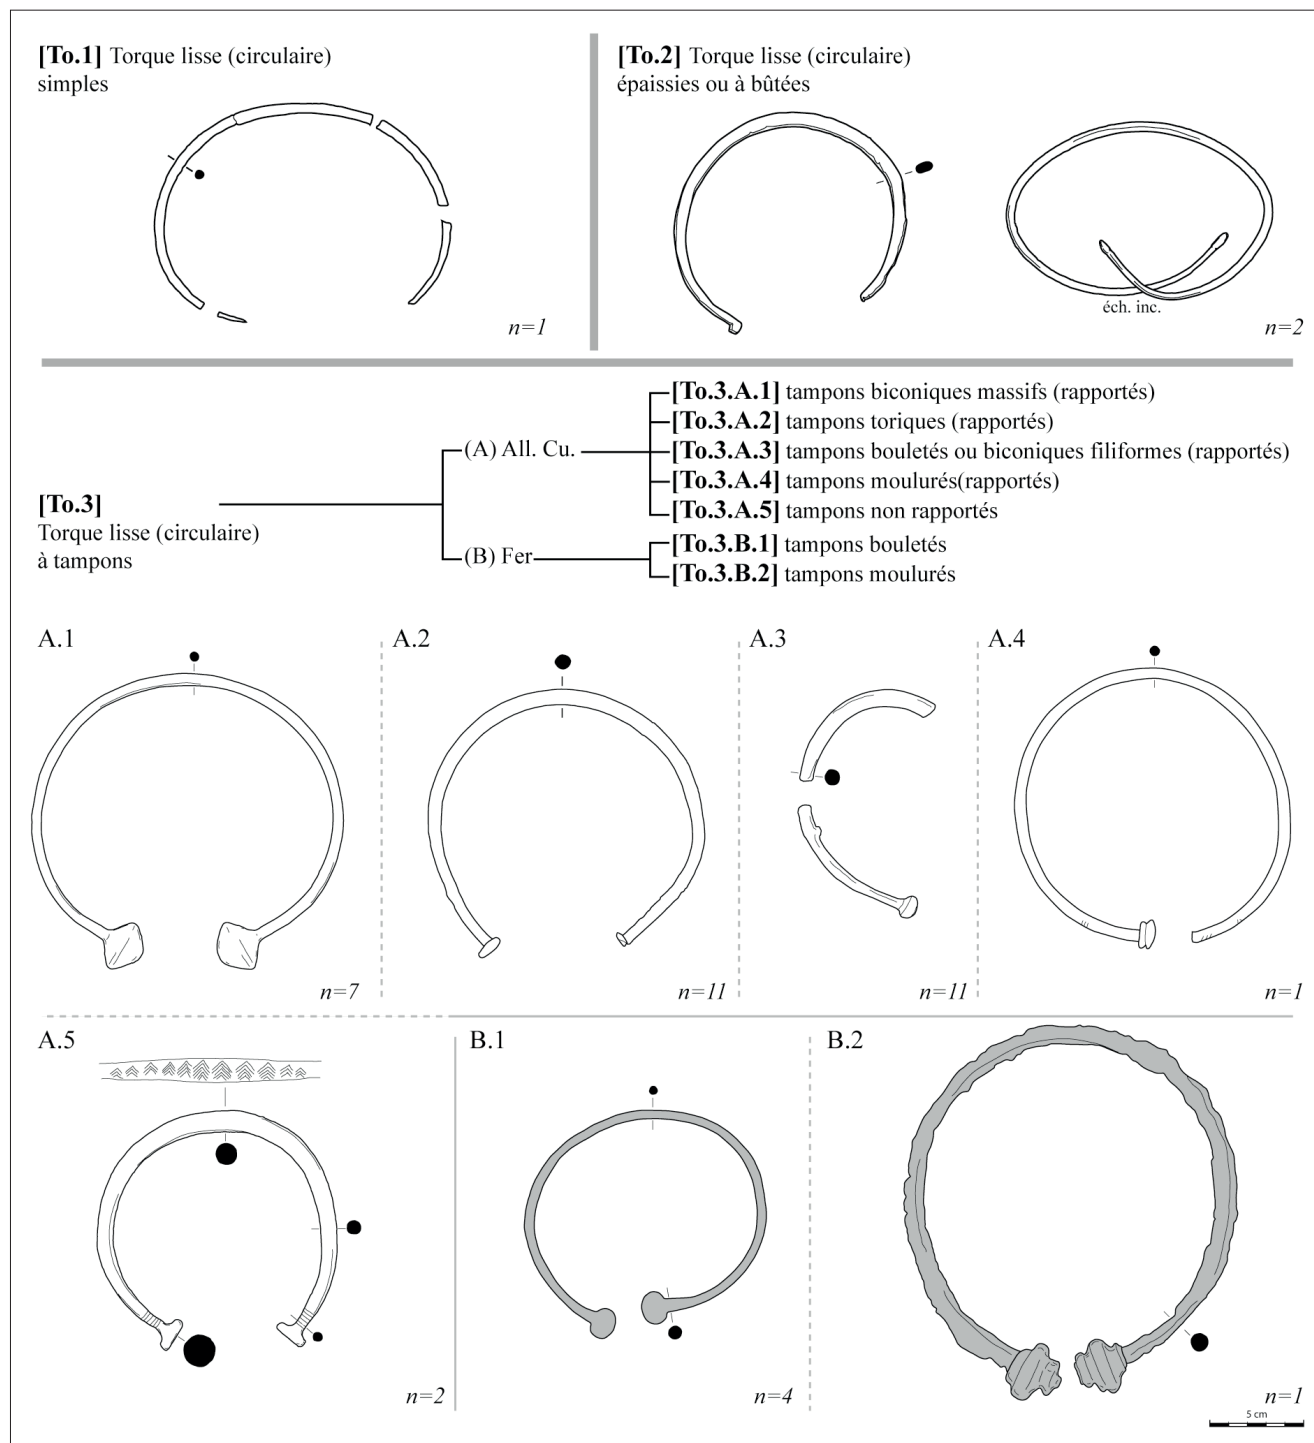 [To.1] Torque lisse (circulaire)
simples
n=1
[To.2] Torque lisse (circulaire)
épaissies ou à bûtées
éch. inc.
n=2
[To.3]
Torque lisse (circulaire)
à tampons
(A) All. Cu.
[To.3.A.1] tampons biconiques massifs (rapportés)
[To.3.A.2] tampons toriques (rapportés)
[To.3.A.3] tampons bouletés ou biconiques filiformes (rapportés)
[To.3.A.4] tampons moulurés(rapportés)
[To.3.A.5] tampons non rapportés
(B) Fer
[To.3.B.1] tampons bouletés
[To.3.B.2] tampons moulurés
A.1
n=7
A.2
n=11
A.3
n=11
A.4
n=1
A.5
n=2
B.1
n=4
B.2
n=1
5 cm